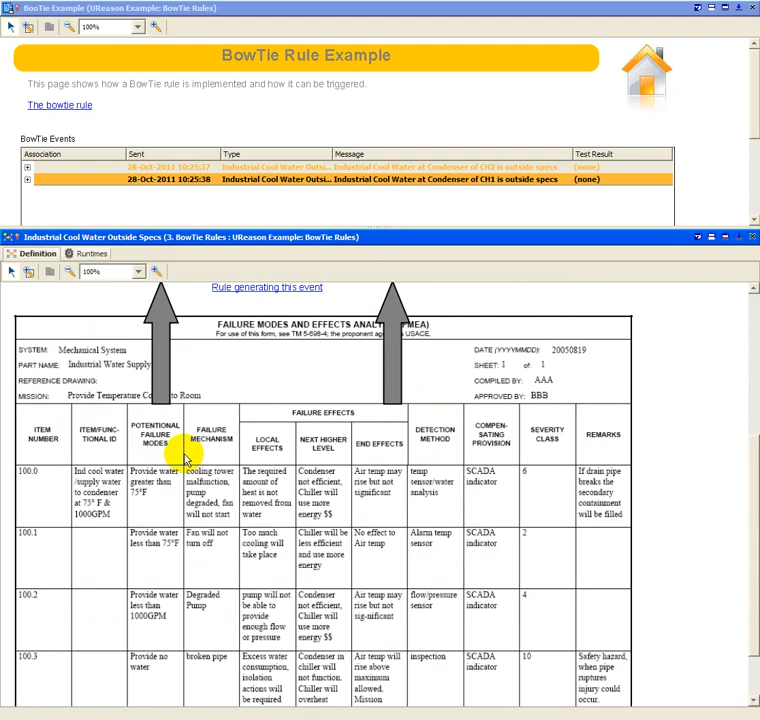 BooTie Example (UReason Example: BowTie Rules)
100%
BowTie Rule Example
This page shows how a BowTie rule is implemented and how it can be triggered.
The bowtie rule
BowTie Events
Association Sent Type Message Test Result
28-Oct-2011 10:25:37 Industrial Cool Water Outsi... Industrial Cool Water at Condenser of CH2 is outside specs (none)
28-Oct-2011 10:25:38 Industrial Cool Water Outsi... Industrial Cool Water at Condenser of CH1 is outside specs (none)
Industrial Cool Water Outside Specs (3. BowTie Rules : UReason Example: BowTie Rules)
Definition Runtimes
100%
Rule generating this event
FAILURE MODES AND EFFECTS ANAL MEA)
For use of this form, see TM 5-698-4; the proponent age USACE.
SYSTEM: Mechanical System DATE (YYYYMMDD): 20050819
PART NAME: Industrial Water Supply SHEET: 1 of: 1
REFERENCE DRAWING: COMPILED BY: AAA
MISSION: Provide Temperature Co to Room APPROVED BY: BBB
ITEM NUMBER
ITEM/FUNC-
TIONAL ID
POTENTIAL
FAILURE
MODES
FAILURE
MECHANISM
FAILURE EFFECTS
LOCAL
EFFECTS
NEXT HIGHER
LEVEL
END EFFECTS
DETECTION
METHOD
COMPEN-
SATING
PROVISION
SEVERITY
CLASS
REMARKS
100.0
Ind cool water
/supply water
to condenser
at 75° F &
1000GPM
Provide water
greater than
75°F
cooling tower
malfunction,
pump
degraded, fan
will not start
The required
amount of
heat is not
removed from
water
Condenser
not efficient,
Chiller will
use more
energy $$
Air temp may
rise but not
significant
temp
sensor/water
analysis
SCADA
indicator
6
If drain pipe
breaks the
secondary
containment
will be filled
100.1
Provide water
less than 75°F
Fan will not
turn off
Too much
cooling will
take place
Chiller will be
less efficient
and use more
energy
No effect to
Air temp
Alarm temp
sensor
SCADA
indicator
2
100.2
Provide water
less than
1000GPM
Degraded
Pump
pump will not
be able to
provide
enough flow
or pressure
Condenser
not efficient,
Chiller will
use more
energy $$
Air temp may
rise but not
sig-nificant
flow/pressure
sensor
SCADA
indicator
4
100.3
Provide no
water
broken pipe
Excess water
consumption,
isolation
actions will
be required
Condenser in
chiller will
not function.
Chiller will
overheat
Air temp will
rise above
maximum
allowed.
Mission
inspection
SCADA
indicator
10
Safety hazard,
when pipe
ruptures
injury could
occur.